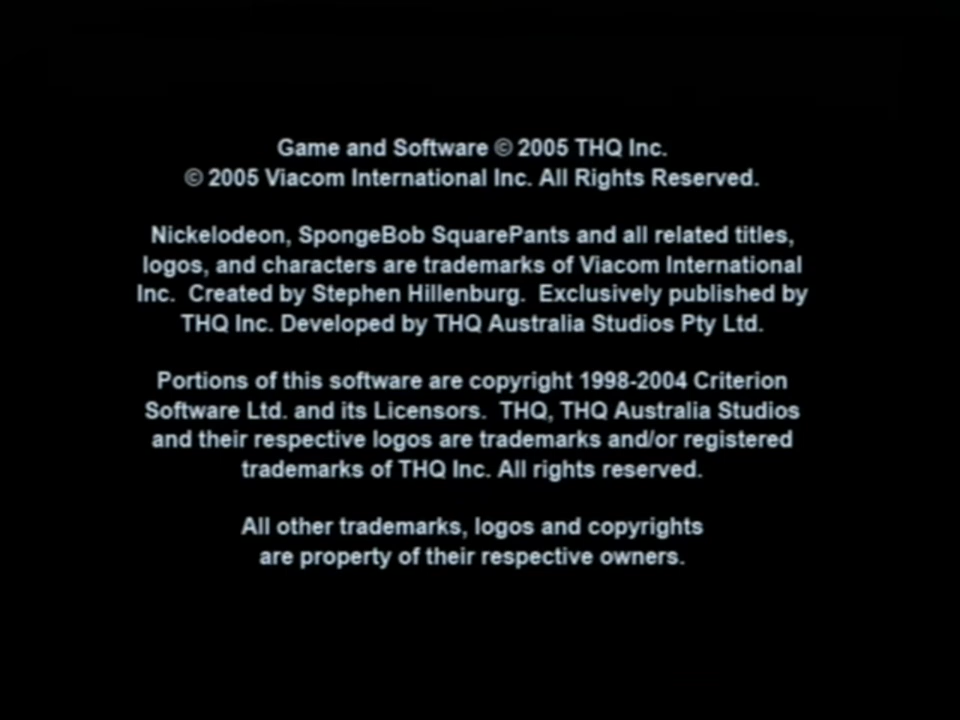 Game and Software © 2005 THQ Inc.
© 2005 Viacom International Inc. All Rights Reserved.
Nickelodeon, SpongeBob SquarePants and all related titles,
logos, and characters are trademarks of Viacom International
Inc.  Created by Stephen Hillenburg.  Exclusively published by
THQ Inc. Developed by THQ Australia Studios Pty Ltd.
Portions of this software are copyright 1998-2004 Criterion
Software Ltd. and its Licensors.  THQ, THQ Australia Studios
and their respective logos are trademarks and/or registered
trademarks of THQ Inc. All rights reserved.
All other trademarks, logos and copyrights
are property of their respective owners.